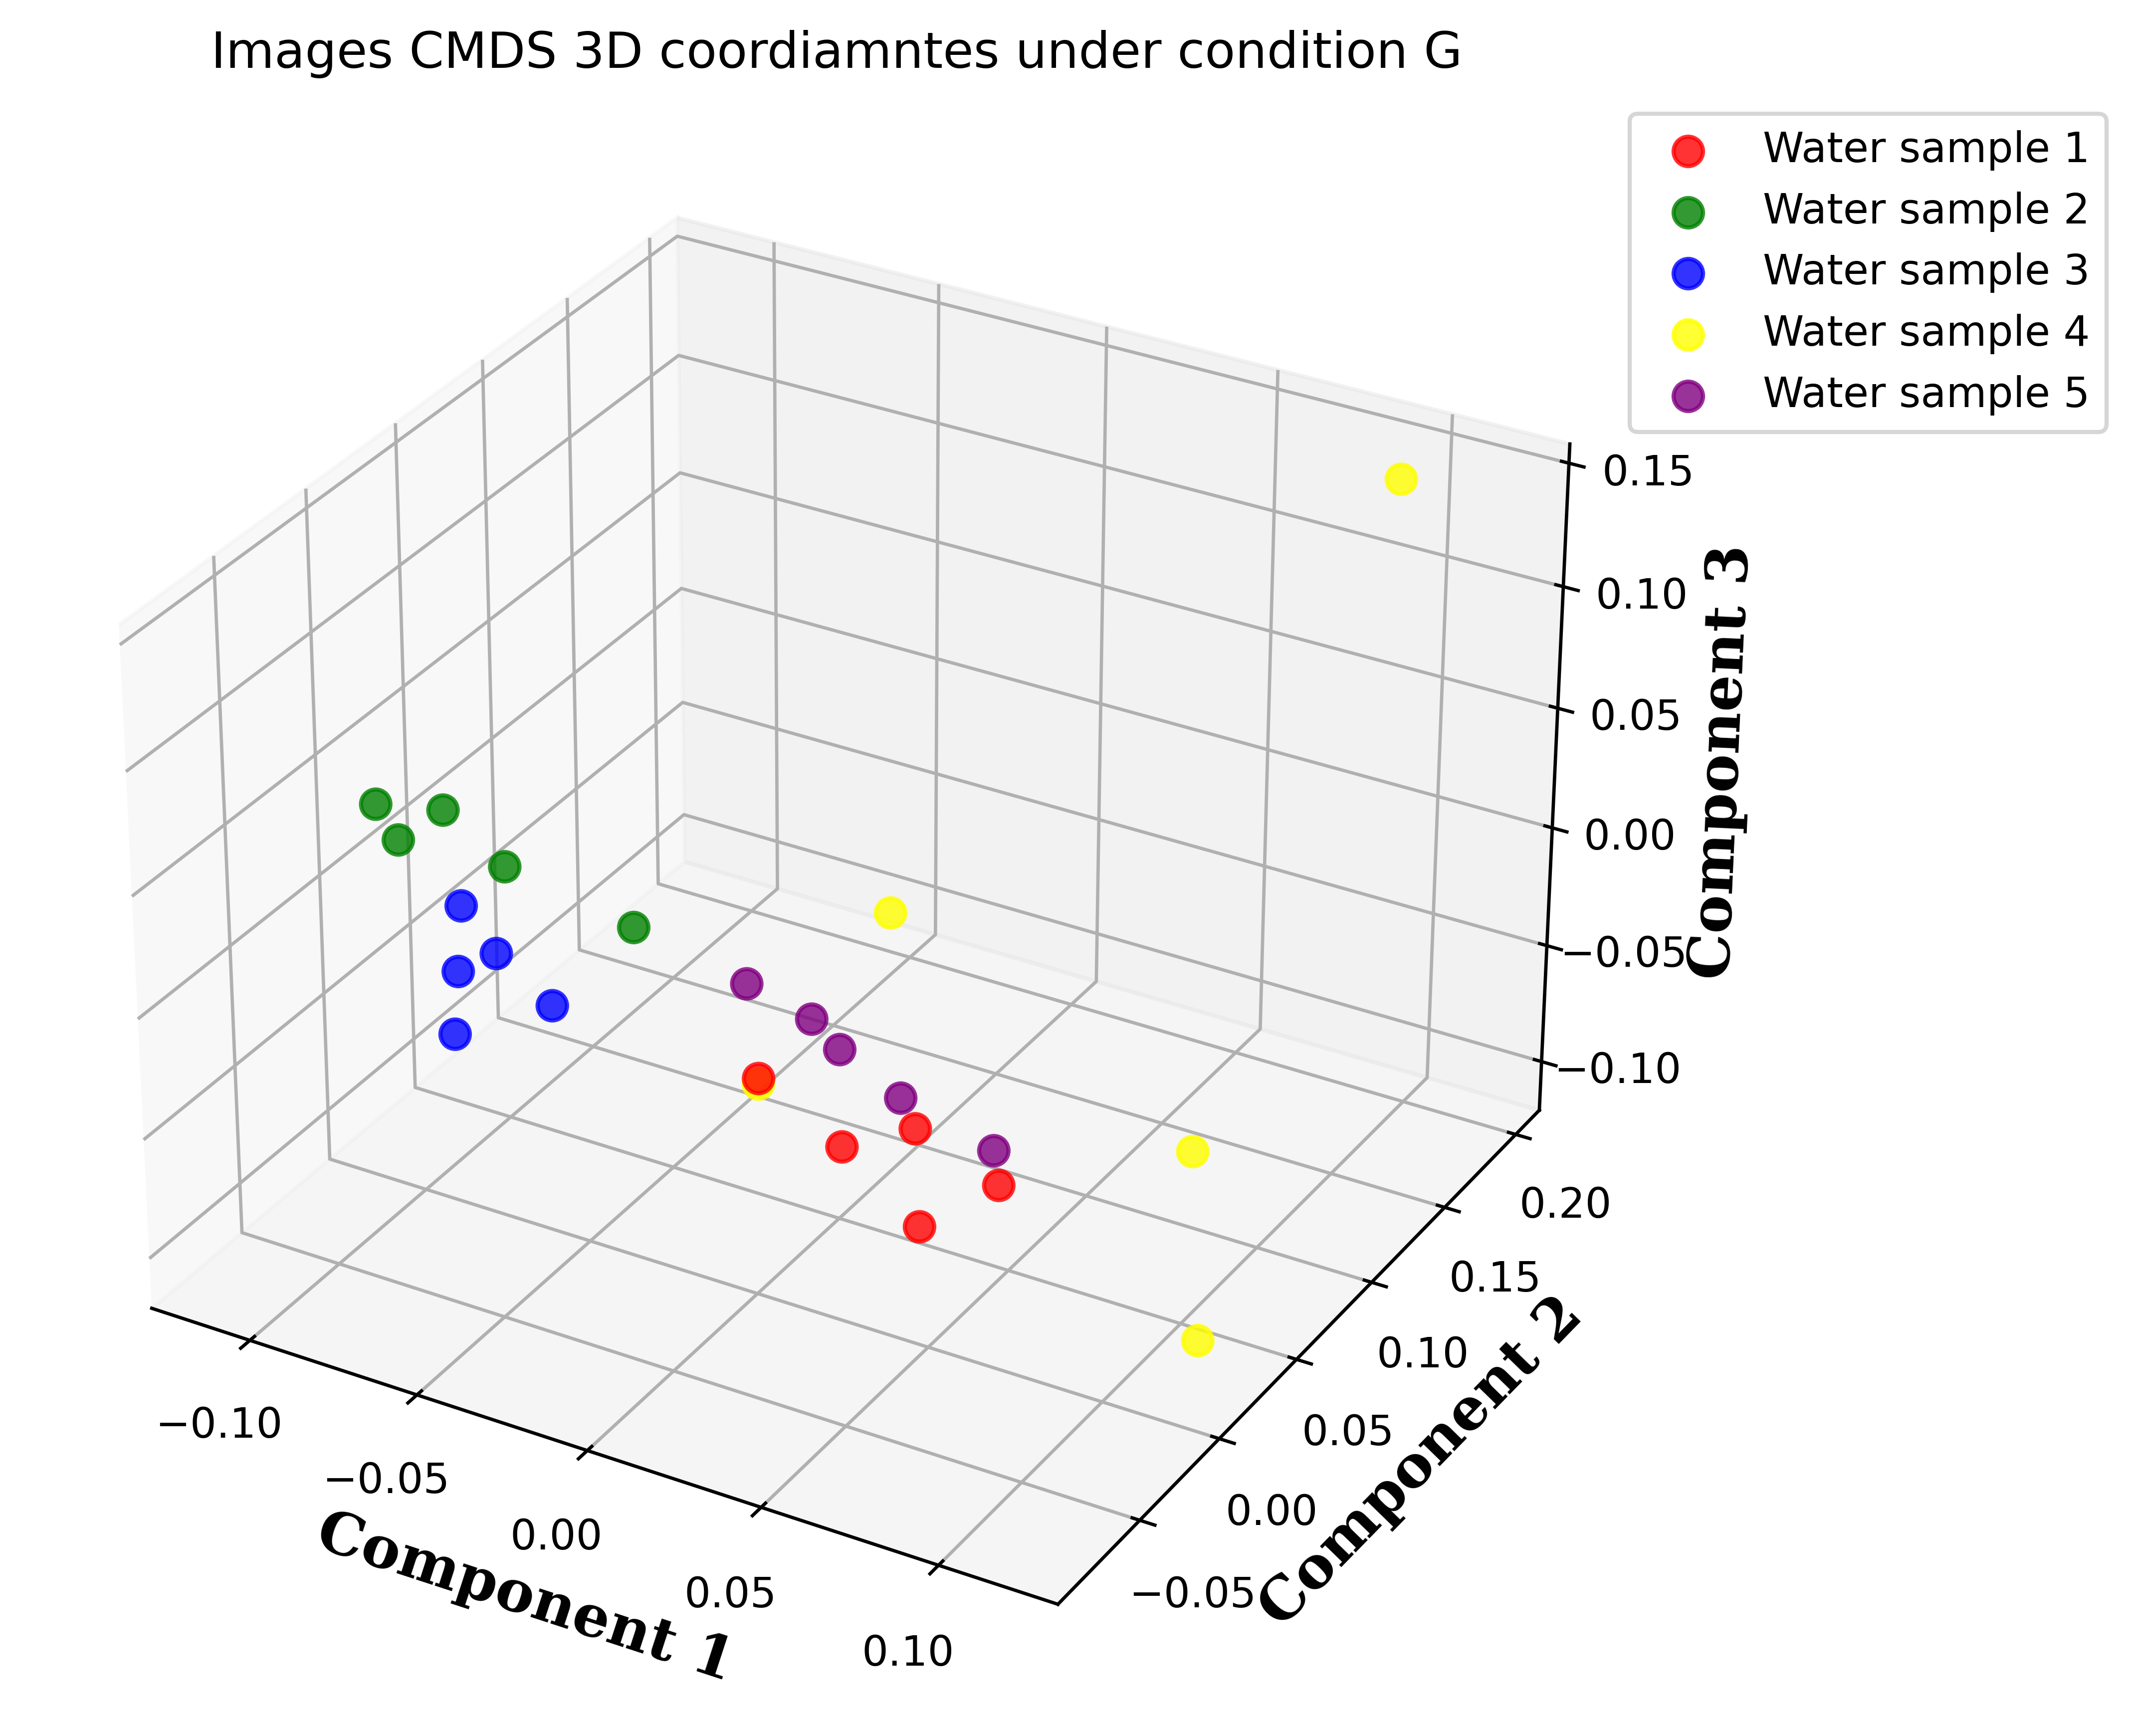 Images CMDS 3D coordiamntes under condition G
Water sample 1
Water sample 2
Water sample 3
Water sample 4
Water sample 5
0.15
0.10
0.05
0.00
−0.05
−0.10
Component 3
0.20
0.15
0.10
0.05
0.00
−0.05
Component 2
−0.10
−0.05
0.00
0.05
0.10
Component 1